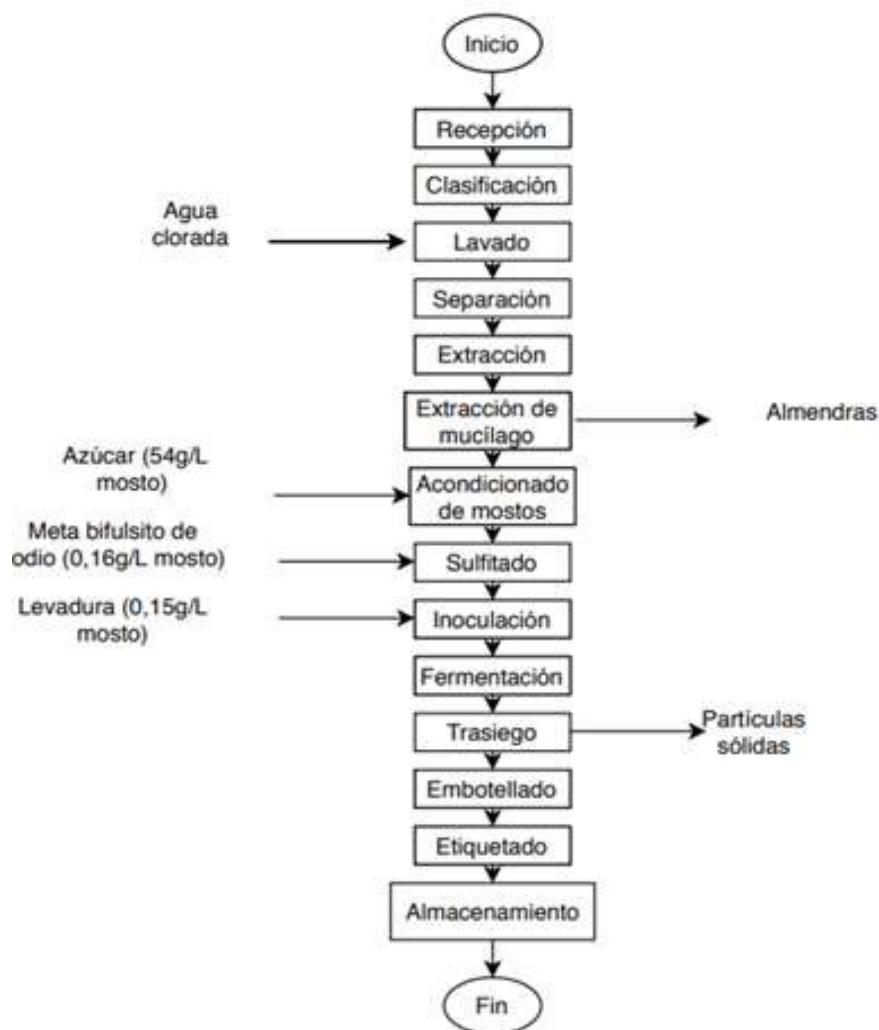 Inicio
Recepción
Clasificación
Agua
clorada
Lavado
Separación
Extracción
Extracción de
mucílago
Almendras
Azúcar (54g/L
mosto)
Acondicionado
de mostos
Meta bifulsito de
odio (0,16g/L mosto)
Sulfitado
Levadura (0,15g/L
mosto)
Inoculación
Fermentación
Trasiego
Partículas
sólidas
Embotellado
Etiquetado
Almacenamiento
Fin